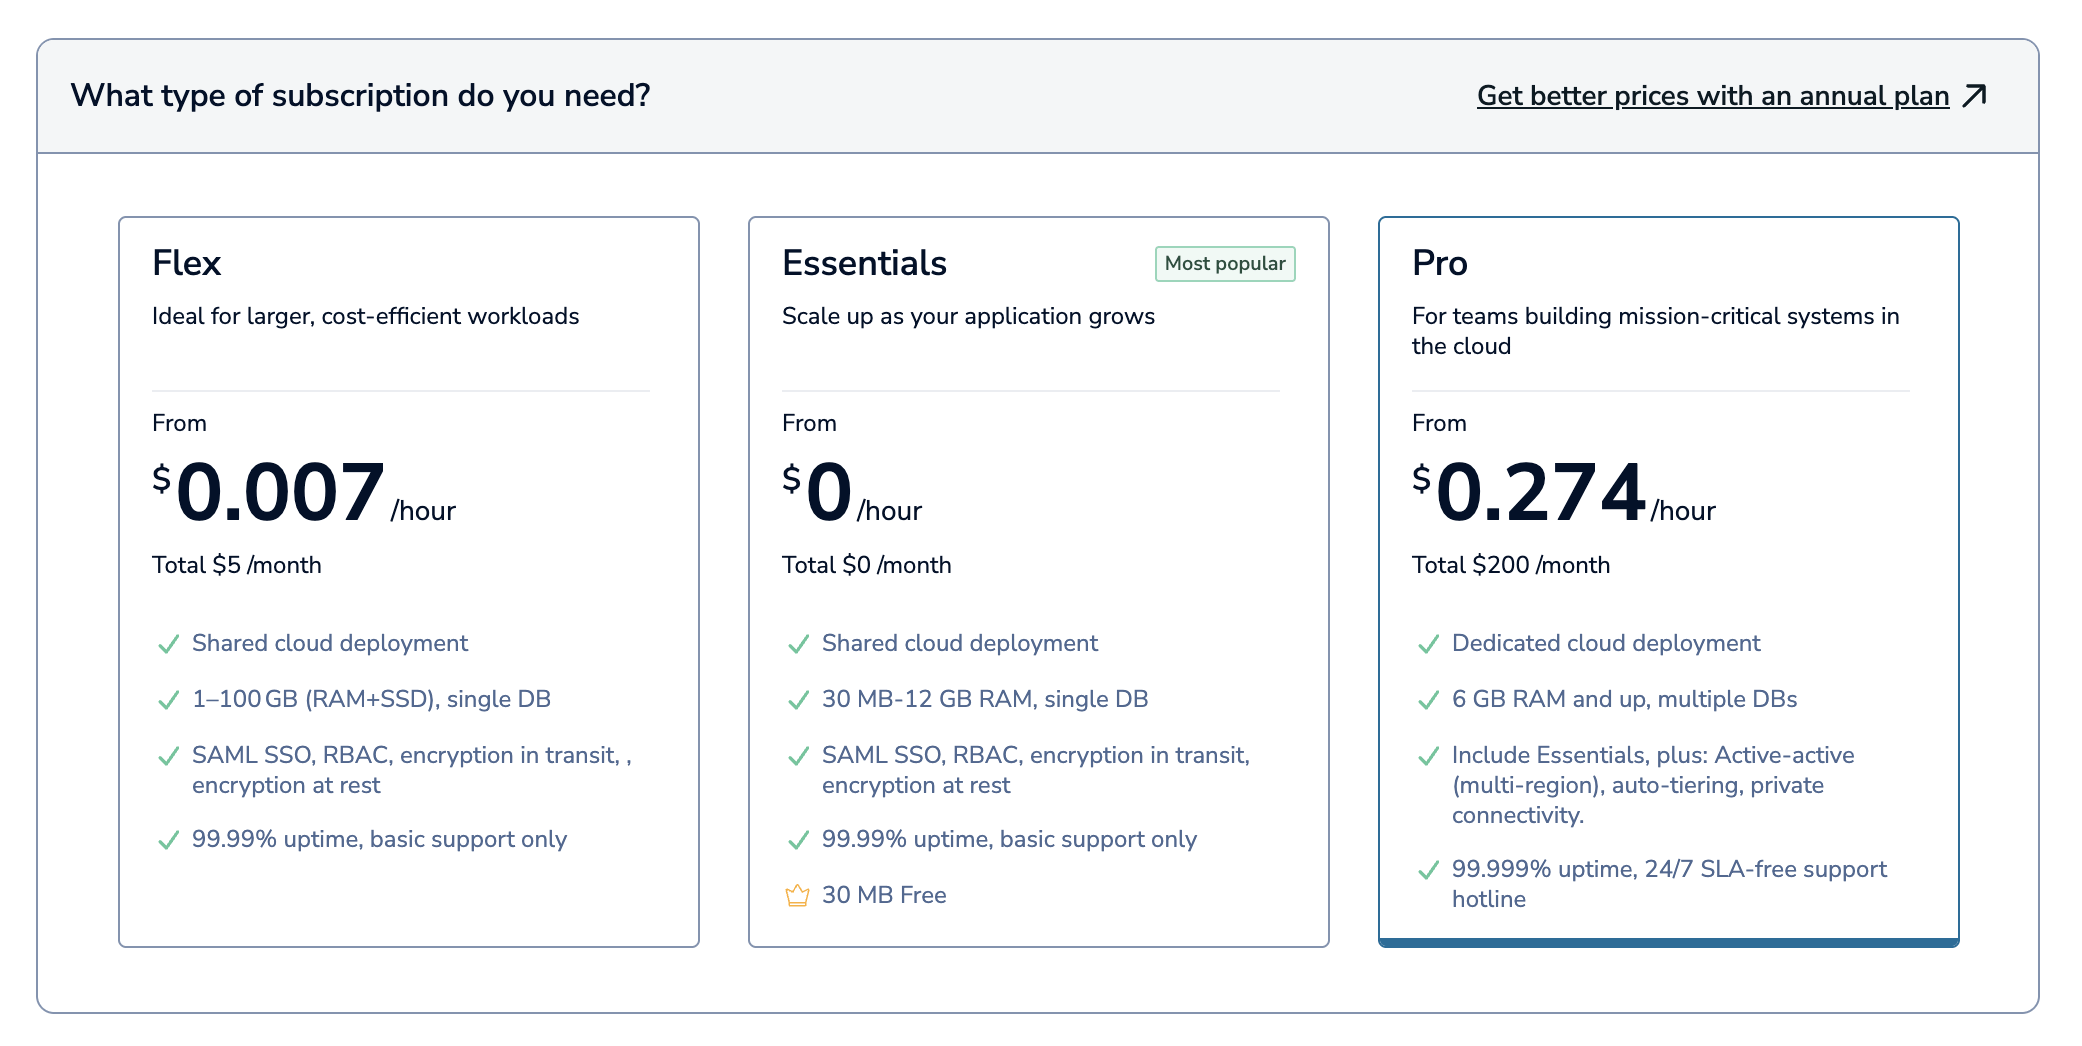 What type of subscription do you need?
Get better prices with an annual plan
Flex
Ideal for larger, cost-efficient workloads
From
$0.007/hour
Total $5 /month
Shared cloud deployment
1–100 GB (RAM+SSD), single DB
SAML SSO, RBAC, encryption in transit, ,
encryption at rest
99.99% uptime, basic support only
Essentials
Most popular
Scale up as your application grows
From
$0/hour
Total $0 /month
Shared cloud deployment
30 MB-12 GB RAM, single DB
SAML SSO, RBAC, encryption in transit,
encryption at rest
99.99% uptime, basic support only
30 MB Free
Pro
For teams building mission-critical systems in
the cloud
From
$0.274/hour
Total $200 /month
Dedicated cloud deployment
6 GB RAM and up, multiple DBs
Include Essentials, plus: Active-active
(multi-region), auto-tiering, private
connectivity.
99.999% uptime, 24/7 SLA-free support
hotline